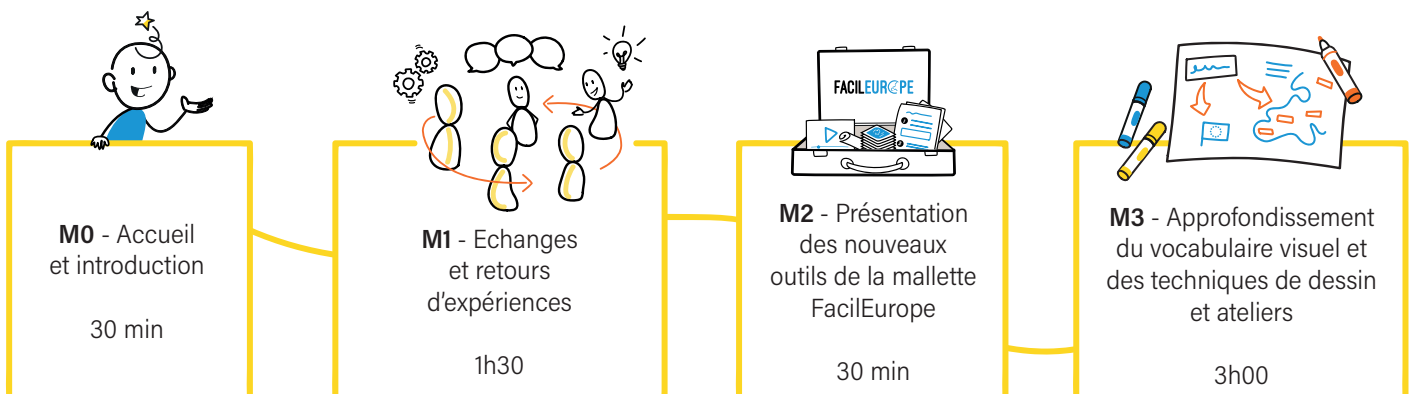 FACILEUROPE
M0 - Accueil
et introduction
30 min
M1 - Echanges
et retours
d’expériences
1h30
M2 - Présentation
des nouveaux
outils de la mallette
FacilEurope
30 min
M3 - Approfondissement
du vocabulaire visuel et
des techniques de dessin
et ateliers
3h00